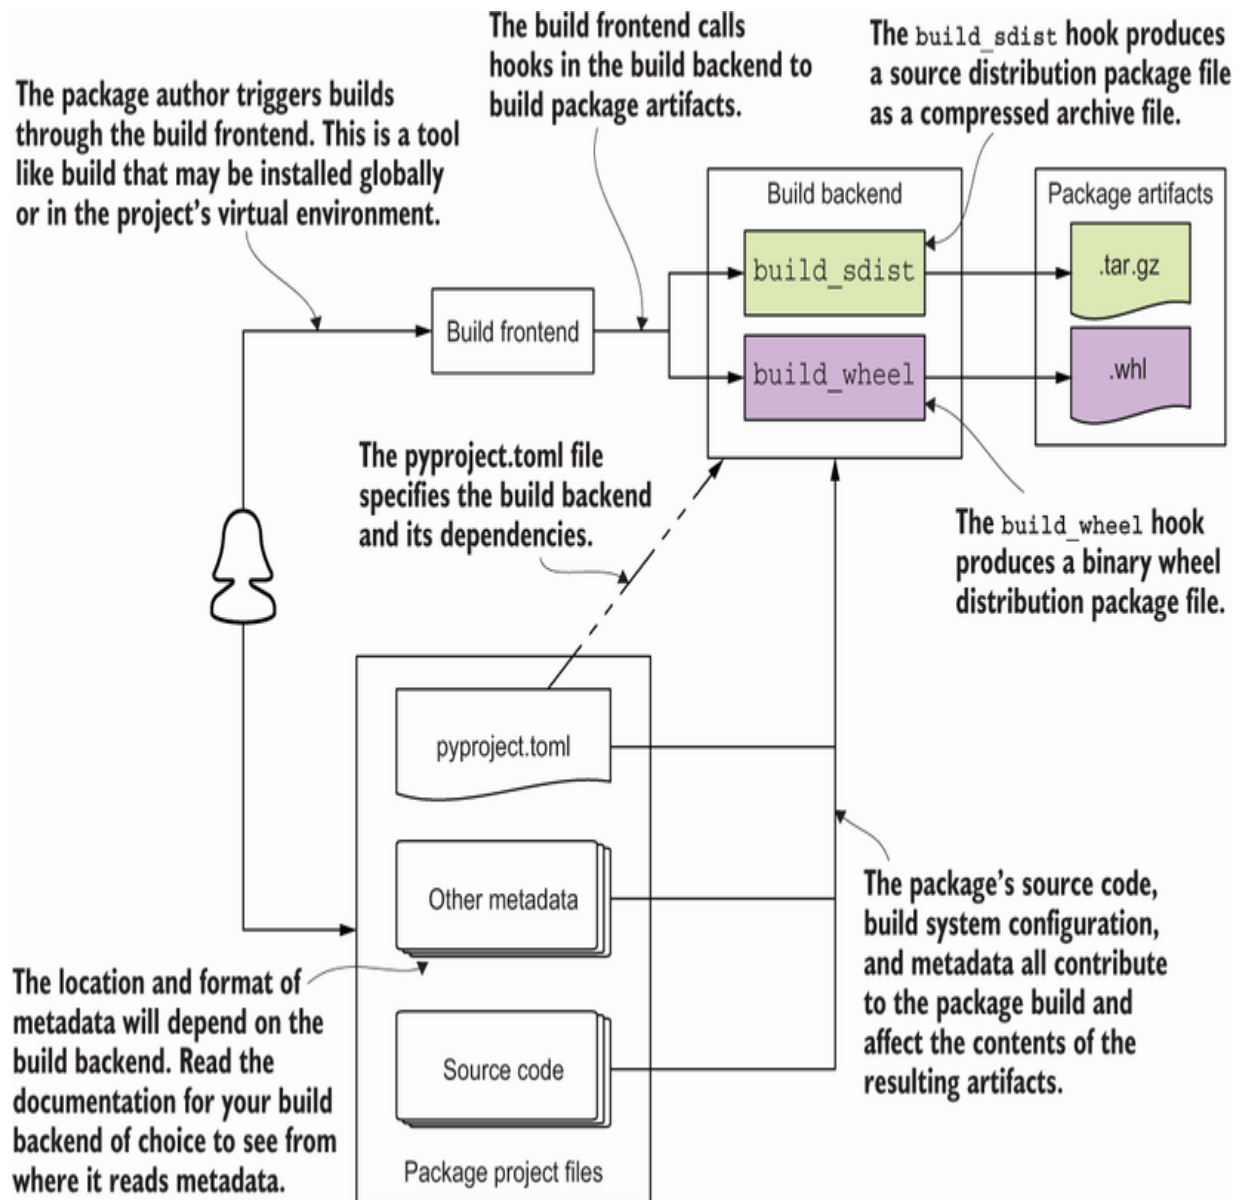 The build frontend calls
hooks in the build backend to
build package artifacts.
The build_sdist hook produces
a source distribution package file
as a compressed archive file.
The package author triggers builds
through the build frontend. This is a tool
like build that may be installed globally
or in the project's virtual environment.
Build backend
Package artifacts
build_sdist
.tar.gz
Build frontend
build_wheel
.whl
The pyproject.toml file
specifies the build backend
and its dependencies.
The build_wheel hook
produces a binary wheel
distribution package file.
pyproject.toml
Other metadata
The package's source code,
build system configuration,
and metadata all contribute
to the package build and
affect the contents of the
resulting artifacts.
The location and format of
metadata will depend on the
build backend. Read the
documentation for your build
backend of choice to see from
where it reads metadata.
Source code
Package project files